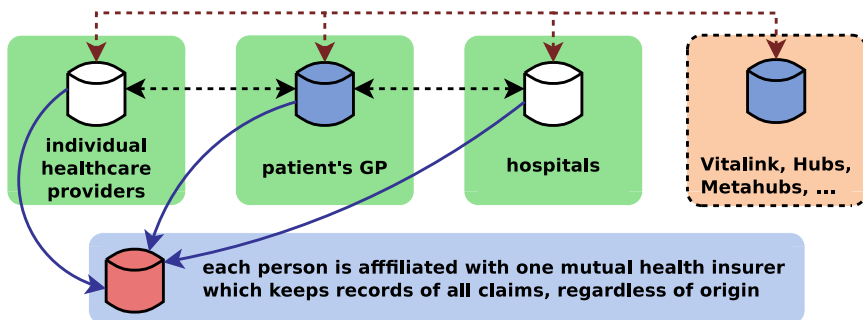 individual
healthcare
providers
patient's GP
hospitals
Vitalink, Hubs,
Metahubs, ...
each person is affiliated with one mutual health insurer
which keeps records of all claims, regardless of origin